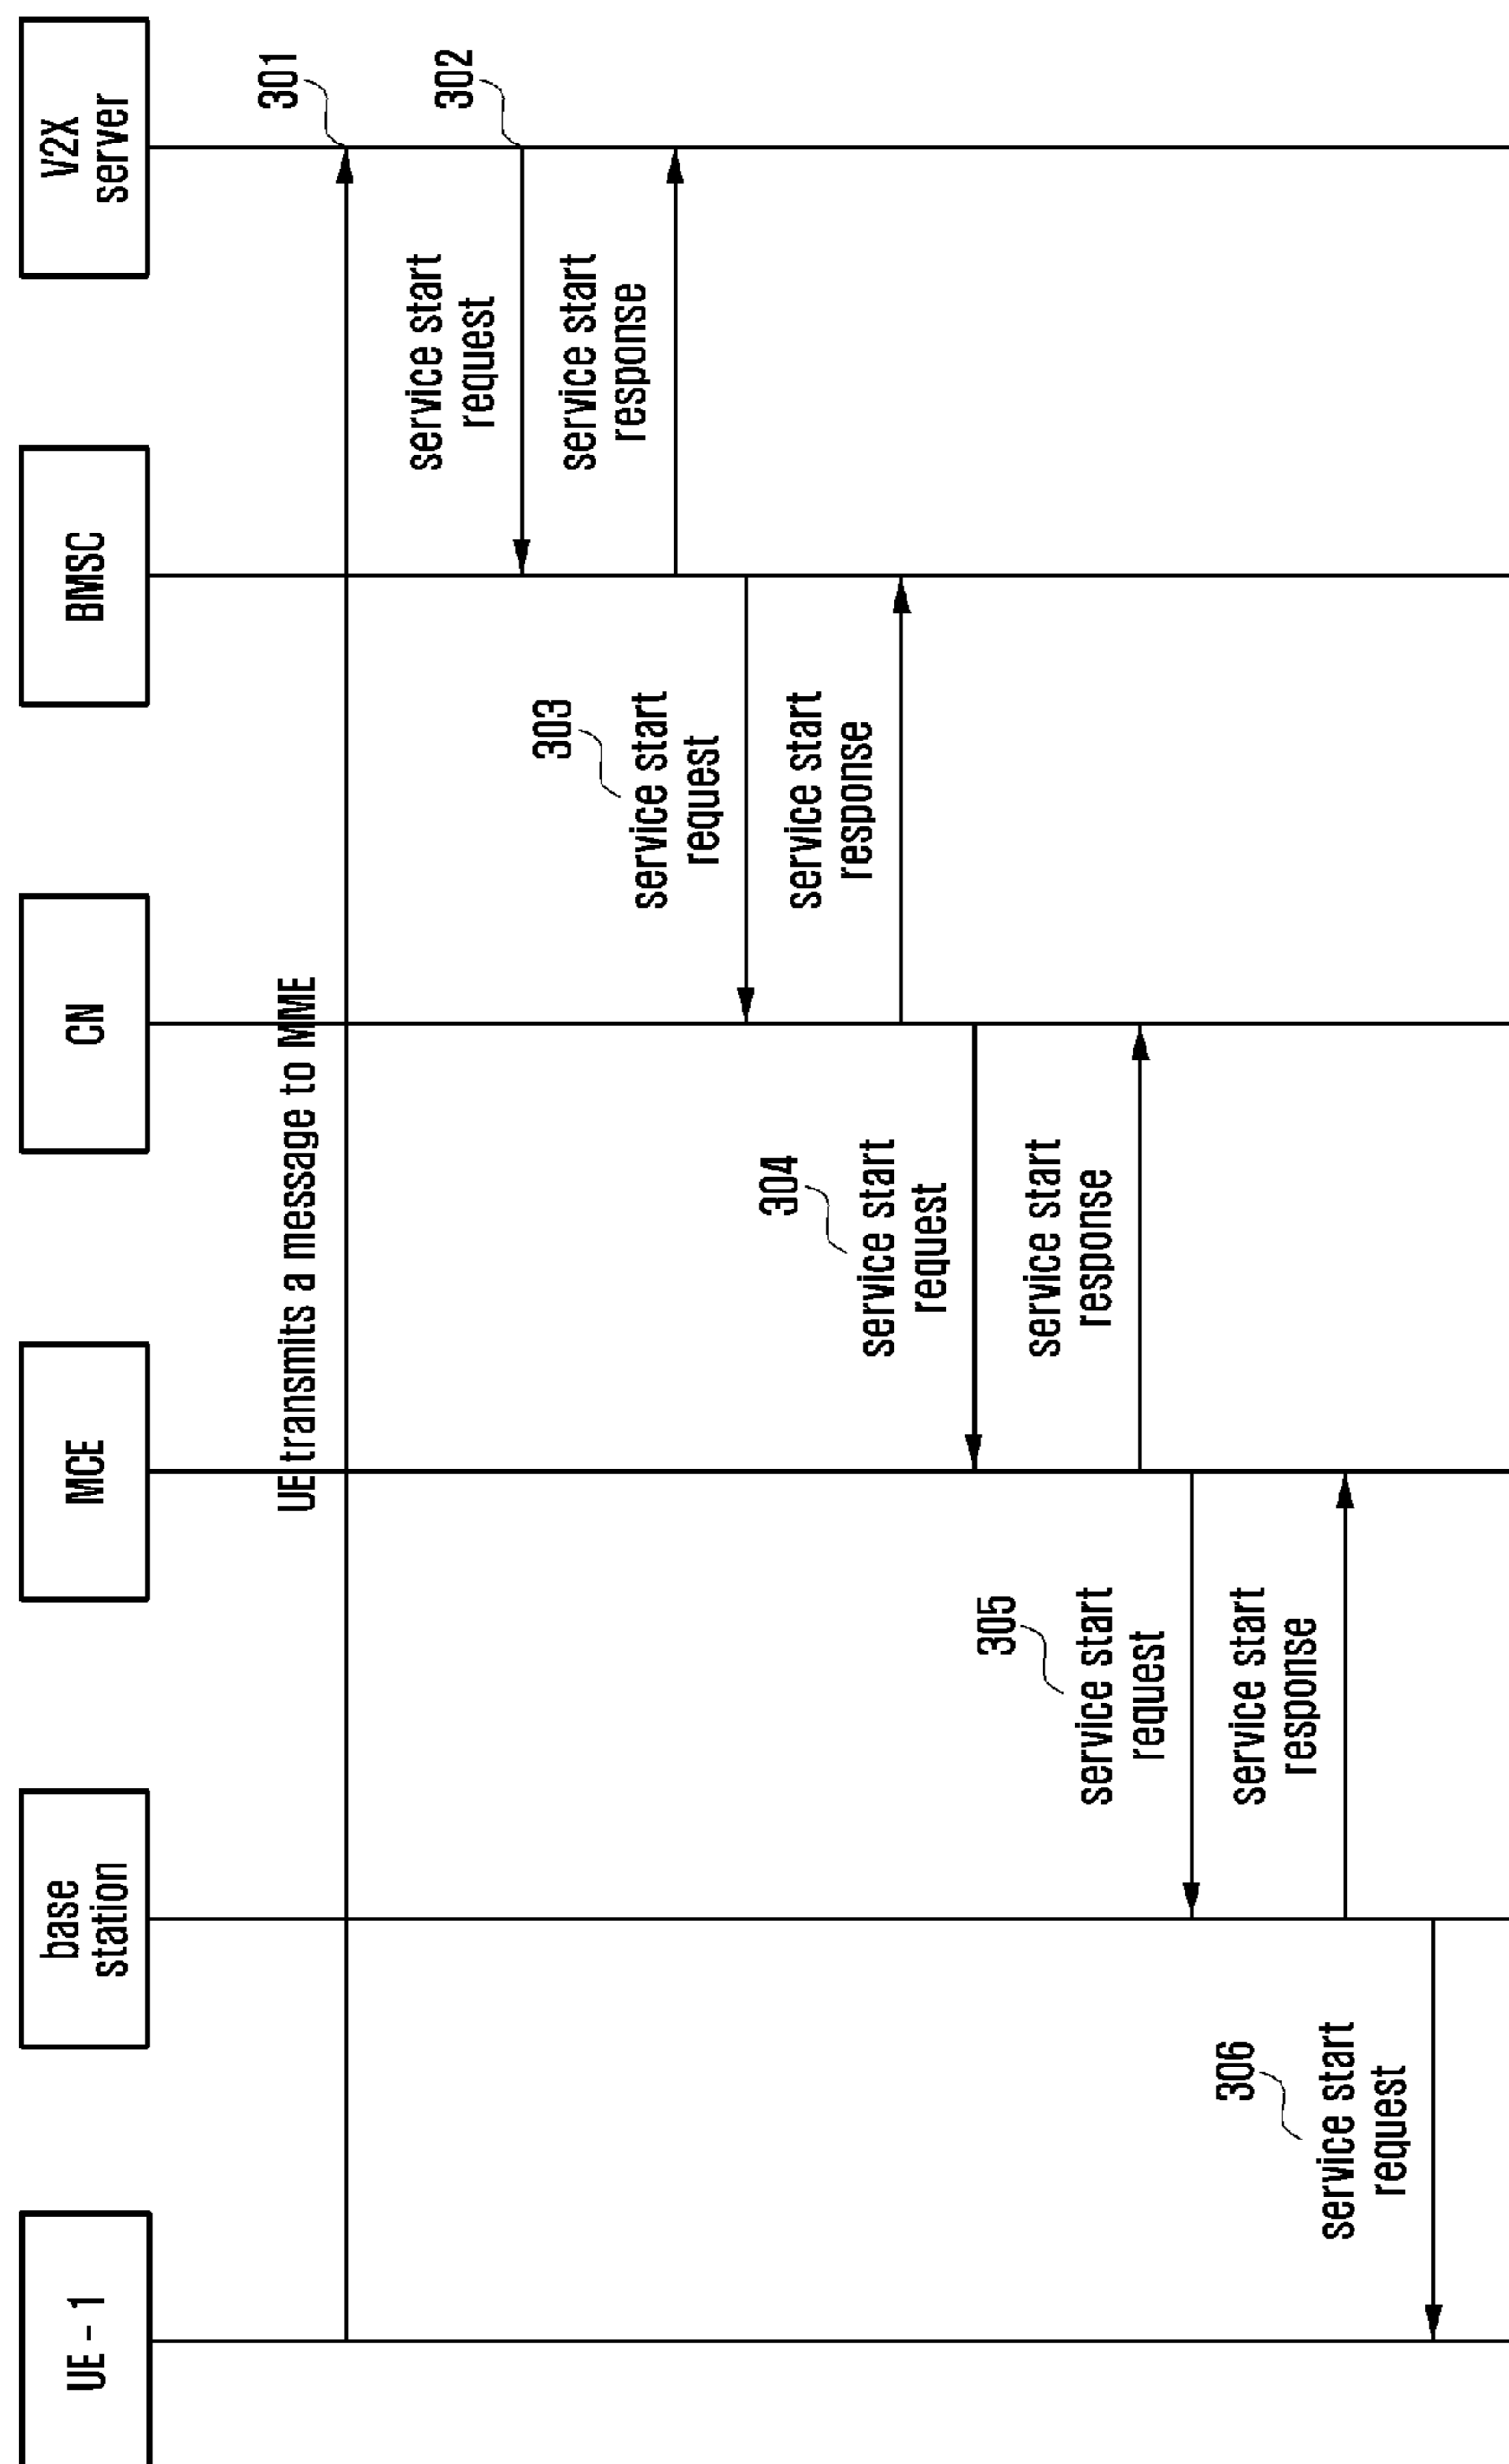 UE – 1
base
station
MCE
CN
BMSC
V2X
server
301
UE transmits a message to MME
302
service start
request
service start
response
303
service start
request
service start
response
304
service start
request
service start
response
305
service start
request
service start
response
306
service start
request